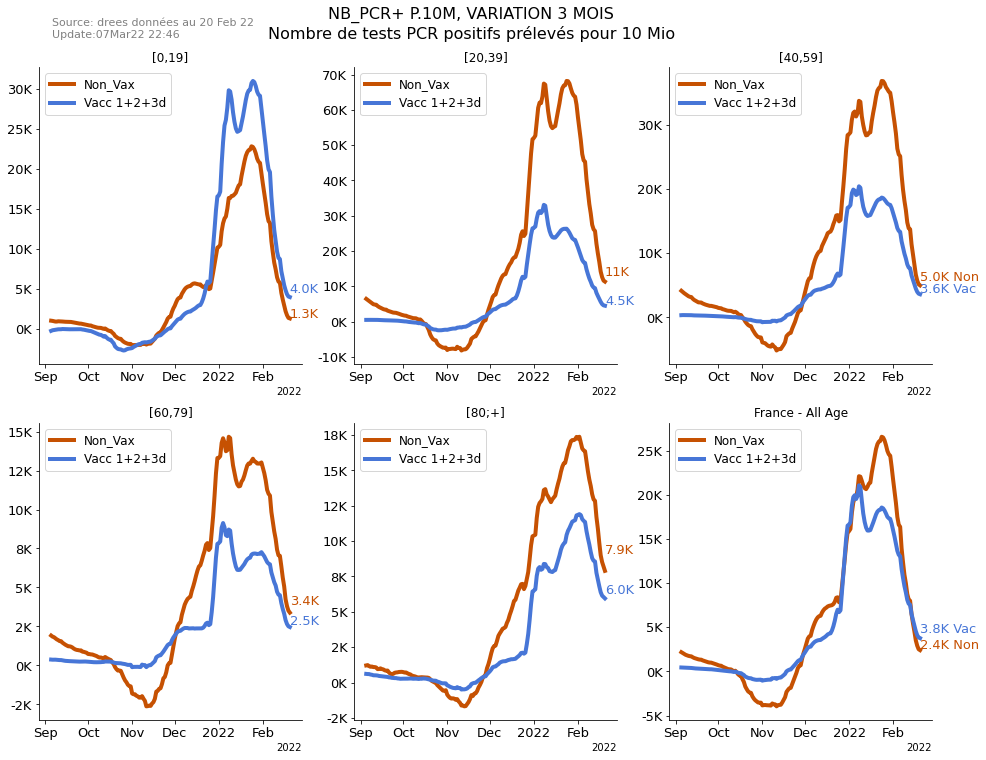 NB_PCR+ P.10M, VARIATION 3 MOIS
Nombre de tests PCR positifs prélevés pour 10 Mio
Source: drees données au 20 Feb 22
Update:07Mar22 22:46
[0,19]
Non_Vax
Vacc 1+2+3d
30K
25K
20K
15K
10K
5K
0K
4.0K
1.3K
Sep Oct Nov Dec 2022 Feb
2022
[20,39]
Non_Vax
Vacc 1+2+3d
70K
60K
50K
40K
30K
20K
10K
0K
-10K
11K
4.5K
Sep Oct Nov Dec 2022 Feb
2022
[40,59]
Non_Vax
Vacc 1+2+3d
30K
20K
10K
0K
5.0K Non
3.6K Vac
Sep Oct Nov Dec 2022 Feb
2022
[60,79]
Non_Vax
Vacc 1+2+3d
15K
12K
10K
8K
5K
2K
0K
-2K
3.4K
2.5K
Sep Oct Nov Dec 2022 Feb
2022
[80;+]
Non_Vax
Vacc 1+2+3d
18K
15K
12K
10K
8K
5K
2K
0K
-2K
7.9K
6.0K
Sep Oct Nov Dec 2022 Feb
2022
France - All Age
Non_Vax
Vacc 1+2+3d
25K
20K
15K
10K
5K
0K
-5K
3.8K Vac
2.4K Non
Sep Oct Nov Dec 2022 Feb
2022